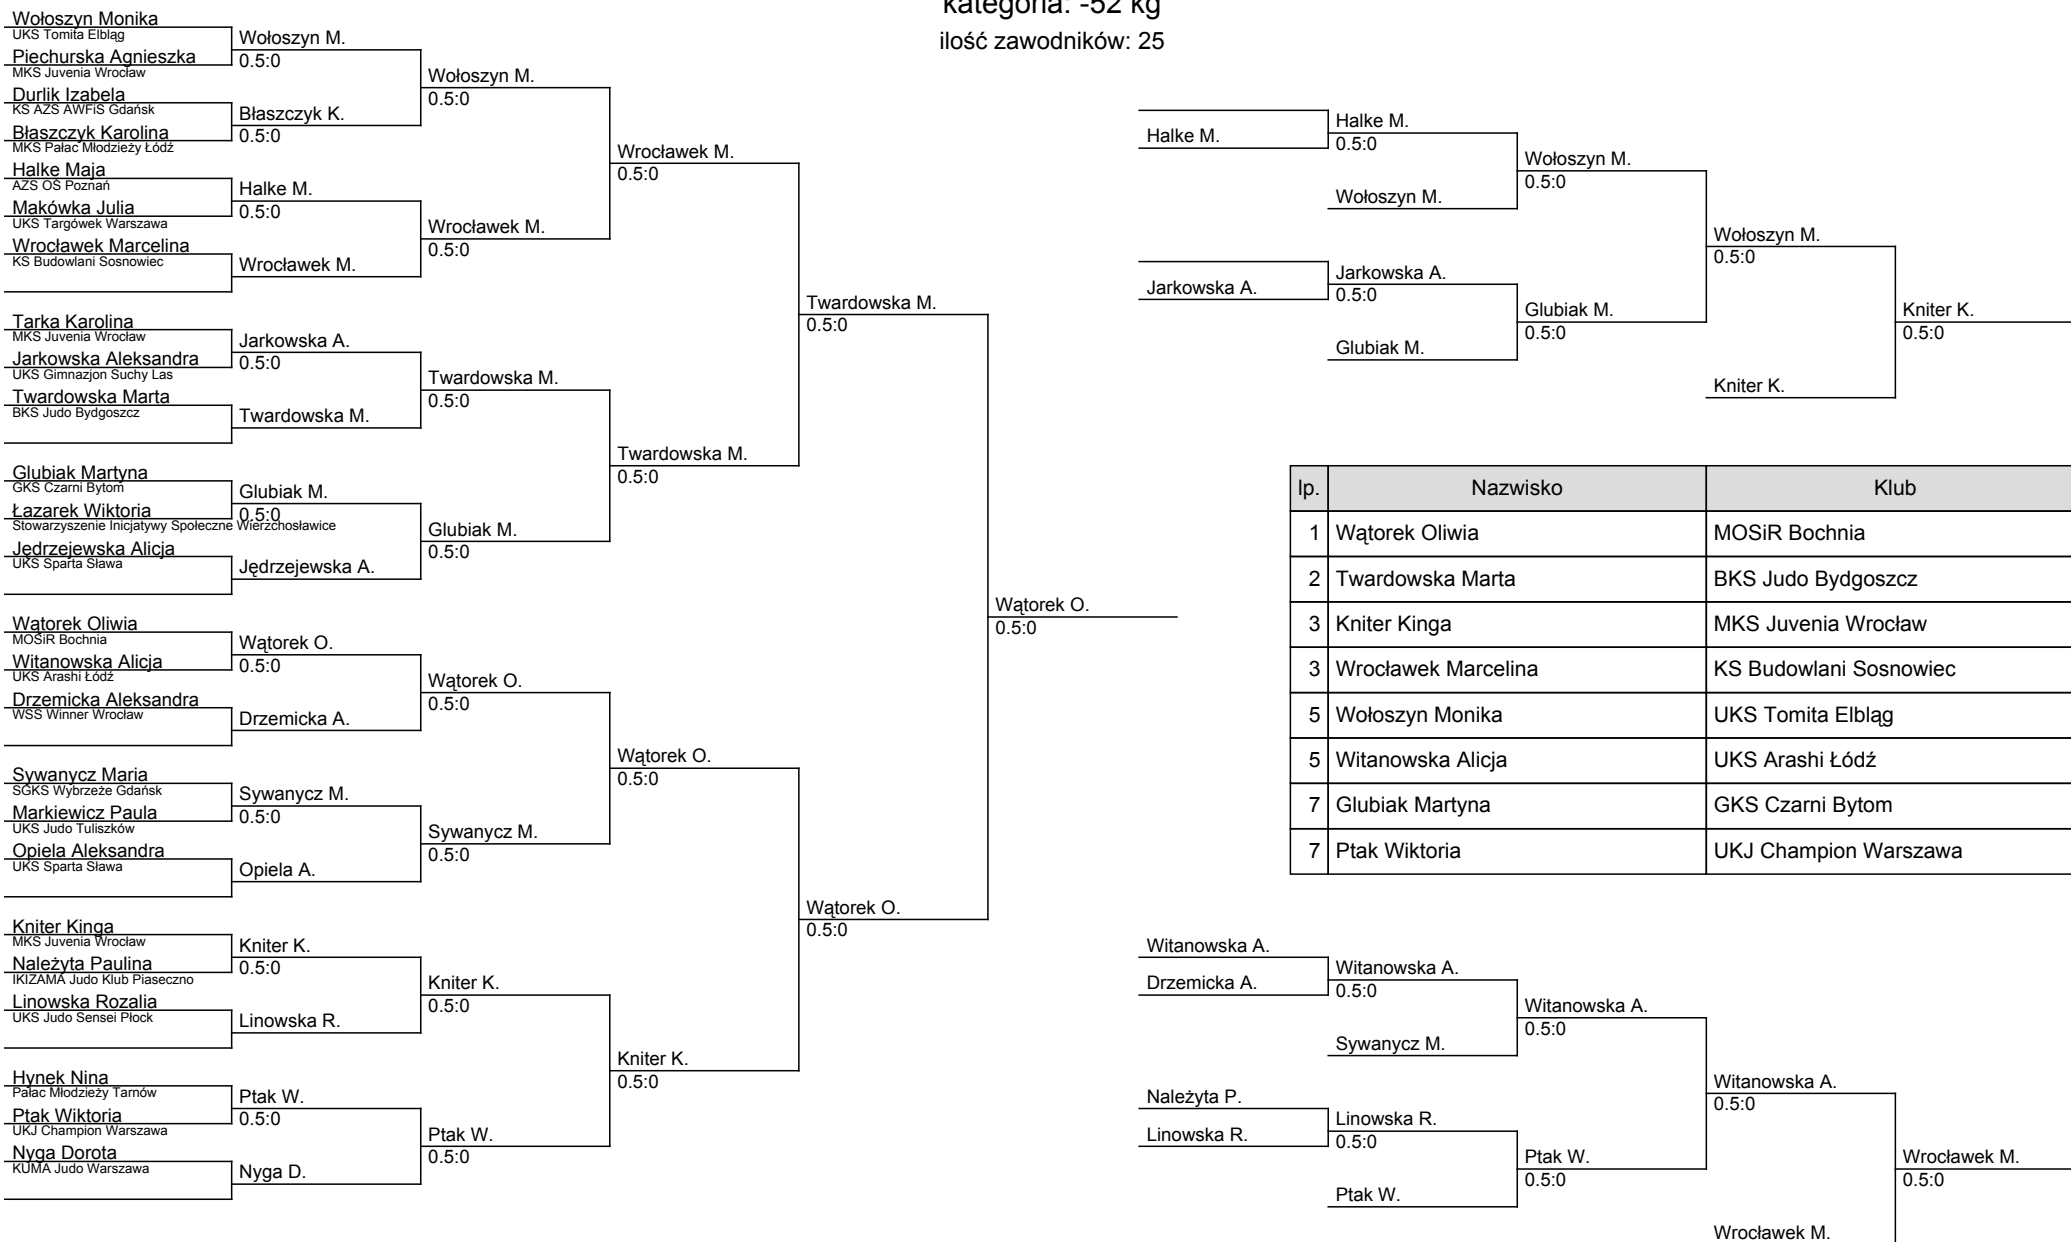 kategoria: -52 kg
ilość zawodników: 25
Wołoszyn Monika
UKS Tomita Elbląg
Piechurska Agnieszka
MKS Juvenia Wrocław
Durlik Izabela
KS AZS AWFiS Gdańsk
Błaszczyk Karolina
MKS Pałac Młodzieży Łódź
Halke Maja
AZS OŚ Poznań
Makówka Julia
UKS Targówek Warszawa
Wrocławek Marcelina
KS Budowlani Sosnowiec
Tarka Karolina
MKS Juvenia Wrocław
Jarkowska Aleksandra
UKS Gimnazjon Suchy Las
Twardowska Marta
BKS Judo Bydgoszcz
Glubiak Martyna
GKS Czarni Bytom
Łazarek Wiktoria
Stowarzyszenie Inicjatywy Społeczne Wierzchosławice
Jędrzejewska Alicja
UKS Sparta Sława
Wątorek Oliwia
MOSiR Bochnia
Witanowska Alicja
UKS Arashi Łódź
Drzemicka Aleksandra
WSS Winner Wrocław
Sywanycz Maria
SGKS Wybrzeże Gdańsk
Markiewicz Paula
UKS Judo Tuliszków
Opiela Aleksandra
UKS Sparta Sława
Kniter Kinga
MKS Juvenia Wrocław
Należyta Paulina
IKIZAMA Judo Klub Piaseczno
Linowska Rozalia
UKS Judo Sensei Płock
Hynek Nina
Pałac Młodzieży Tarnów
Ptak Wiktoria
UKJ Champion Warszawa
Nyga Dorota
KUMA Judo Warszawa
Wołoszyn M.
0.5:0
Błaszczyk K.
0.5:0
Halke M.
0.5:0
Wrocławek M.
Jarkowska A.
0.5:0
Twardowska M.
Glubiak M.
0.5:0
Jędrzejewska A.
Wątorek O.
0.5:0
Drzemicka A.
Sywanycz M.
0.5:0
Opiela A.
Kniter K.
0.5:0
Linowska R.
Ptak W.
0.5:0
Nyga D.
Wołoszyn M.
0.5:0
Wrocławek M.
0.5:0
Twardowska M.
0.5:0
Glubiak M.
0.5:0
Wątorek O.
0.5:0
Sywanycz M.
0.5:0
Kniter K.
0.5:0
Ptak W.
0.5:0
Wrocławek M.
0.5:0
Twardowska M.
0.5:0
Wątorek O.
0.5:0
Kniter K.
0.5:0
Twardowska M.
0.5:0
Wątorek O.
0.5:0
Wątorek O.
0.5:0
Halke M.
Jarkowska A.
Halke M.
0.5:0
Wołoszyn M.
Jarkowska A.
0.5:0
Glubiak M.
Wołoszyn M.
0.5:0
Glubiak M.
0.5:0
Wołoszyn M.
0.5:0
Kniter K.
Kniter K.
0.5:0
lp. Nazwisko Klub
1 Wątorek Oliwia MOSiR Bochnia
2 Twardowska Marta BKS Judo Bydgoszcz
3 Kniter Kinga MKS Juvenia Wrocław
3 Wrocławek Marcelina KS Budowlani Sosnowiec
5 Wołoszyn Monika UKS Tomita Elbląg
5 Witanowska Alicja UKS Arashi Łódź
7 Glubiak Martyna GKS Czarni Bytom
7 Ptak Wiktoria UKJ Champion Warszawa
Witanowska A.
Drzemicka A.
Należyta P.
Linowska R.
Witanowska A.
0.5:0
Sywanycz M.
Linowska R.
0.5:0
Ptak W.
Witanowska A.
0.5:0
Ptak W.
0.5:0
Witanowska A.
0.5:0
Wrocławek M.
Wrocławek M.
0.5:0